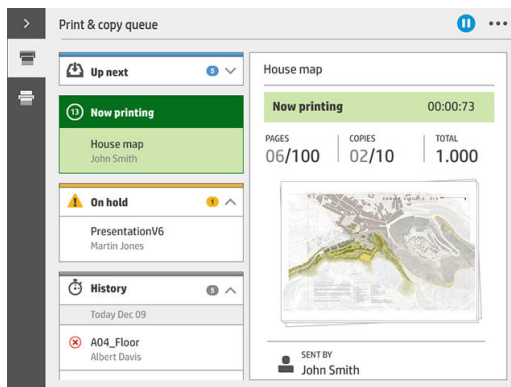 Print & copy queue
Up next
5
13
Now printing
House map
John Smith
On hold
1
PresentationV6
Martin Jones
History
5
Today Dec 09
A04_Floor
Albert Davis
House map
Now printing
00:00:73
PAGES
COPIES
TOTAL
06/100
02/10
1.000
SENT BY
John Smith